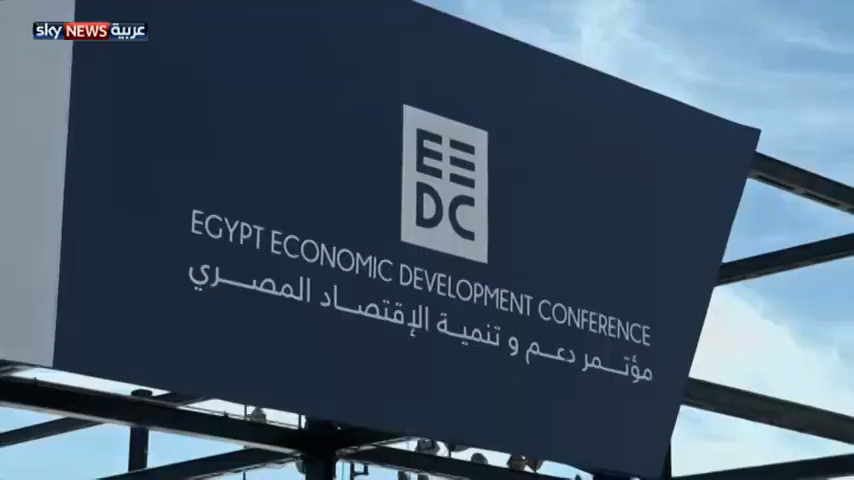 sky NEWS عربية
EE
DC
EGYPT ECONOMIC DEVELOPMENT CONFERENCE
مؤتمر دعم و تنمية الإقتصاد المصري